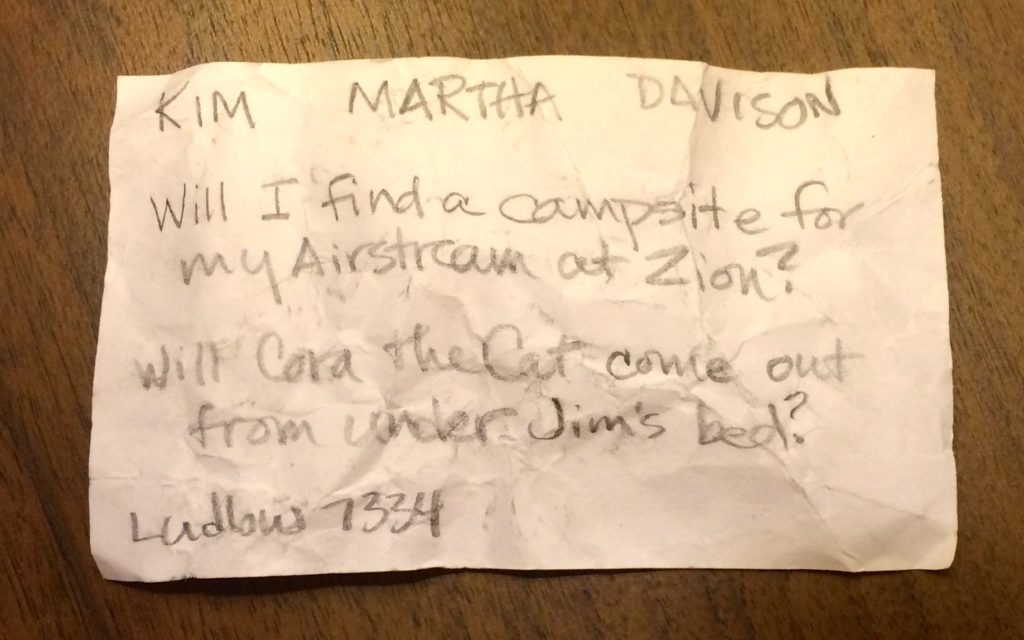 KIM MARTHA DAVISON
Will I find a campsite for
my Airstream at Zion?
Will Cora the Cat come out
from under Jim's bed?
Ludlow 7334